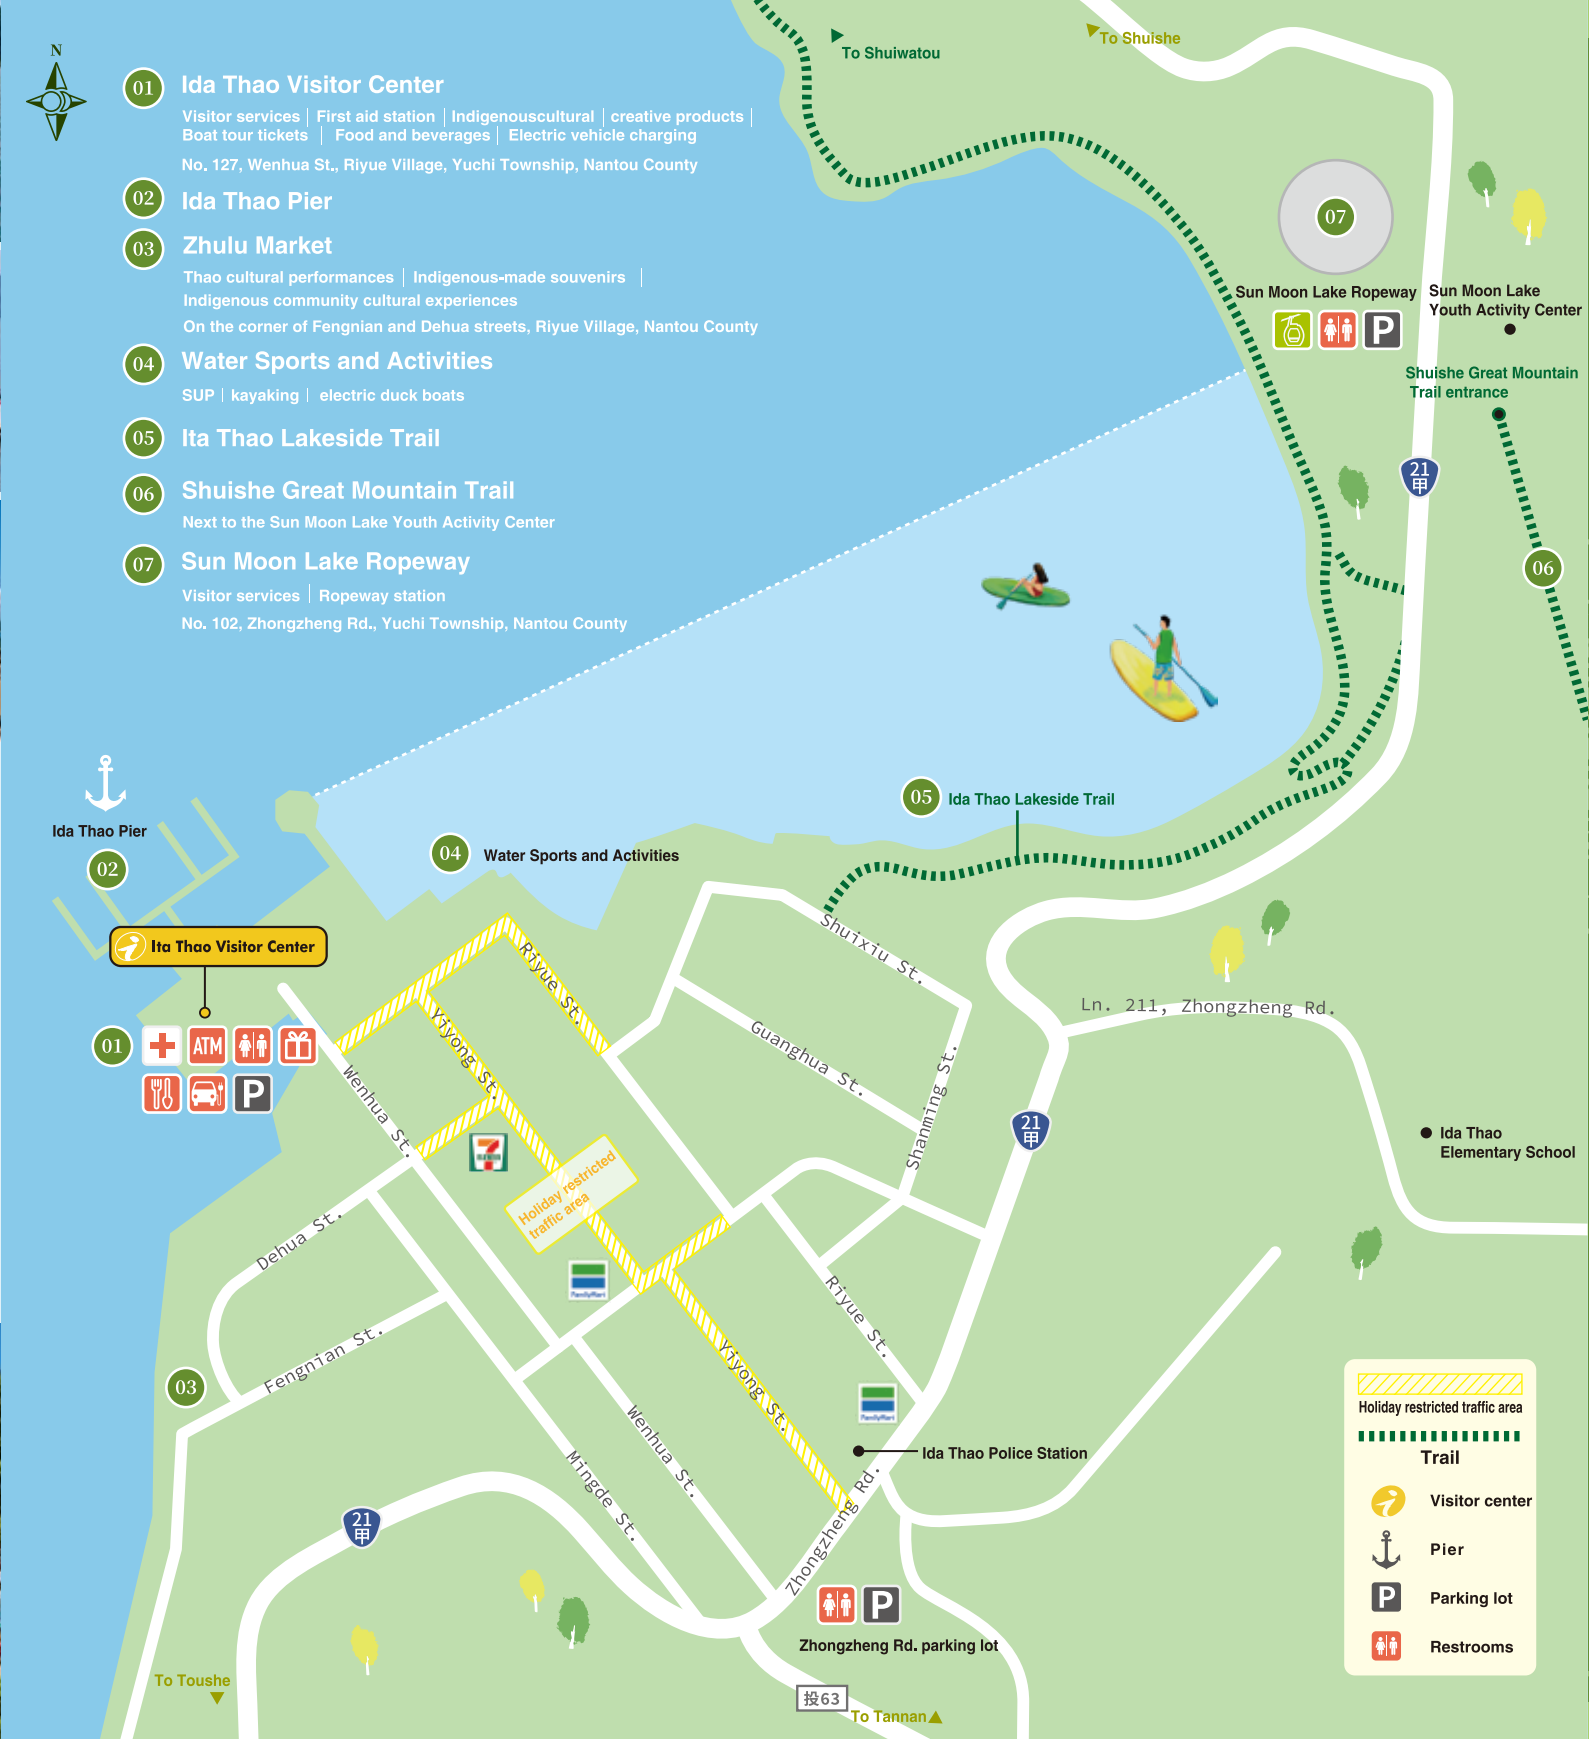 N
01
Ida Thao Visitor Center
Visitor services | First aid station | Indigenouscultural | creative products |
Boat tour tickets | Food and beverages | Electric vehicle charging
No. 127, Wenhua St., Riyue Village, Yuchi Township, Nantou County
02
Ida Thao Pier
03
Zhulu Market
Thao cultural performances | Indigenous-made souvenirs |
Indigenous community cultural experiences
On the corner of Fengnian and Dehua streets, Riyue Village, Nantou County
04
Water Sports and Activities
SUP | kayaking | electric duck boats
05
Ita Thao Lakeside Trail
06
Shuishe Great Mountain Trail
Next to the Sun Moon Lake Youth Activity Center
07
Sun Moon Lake Ropeway
Visitor services | Ropeway station
No. 102, Zhongzheng Rd., Yuchi Township, Nantou County
To Shuiwatou
To Shuishe
07
Sun Moon Lake Ropeway
P
Sun Moon Lake
Youth Activity Center
Shuishe Great Mountain
Trail entrance
21
甲
06
05
Ida Thao Lakeside Trail
Ida Thao Pier
02
04
Water Sports and Activities
Ita Thao Visitor Center
01
ATM
P
Riyue St.
Yiyong St.
Wenhua St.
Shuixiu St.
Guanghua St.
Shanming St.
Ln. 211, Zhongzheng Rd.
21
甲
Ida Thao
Elementary School
7
Holiday restricted
traffic area
Dehua St.
FamilyMart
Fengnian St.
03
Riyue St.
Yiyong St.
FamilyMart
Wenhua St.
Mingde St.
Ida Thao Police Station
Zhongzheng Rd.
21
甲
P
Zhongzheng Rd. parking lot
To Toushe
投63
To Tannan
Holiday restricted traffic area
Trail
Visitor center
Pier
P
Parking lot
Restrooms